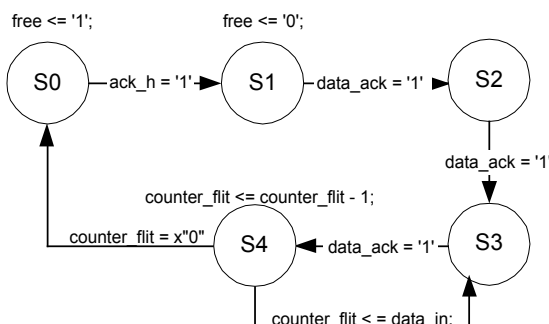 free <= '1';
free <= '0';
S0
ack_h = '1'
S1
data_ack = '1'
S2
data_ack = '1'
counter_flit <= counter_flit - 1;
counter_flit = x"0"
S4
data_ack = '1'
S3
counter_flit < = data_in;